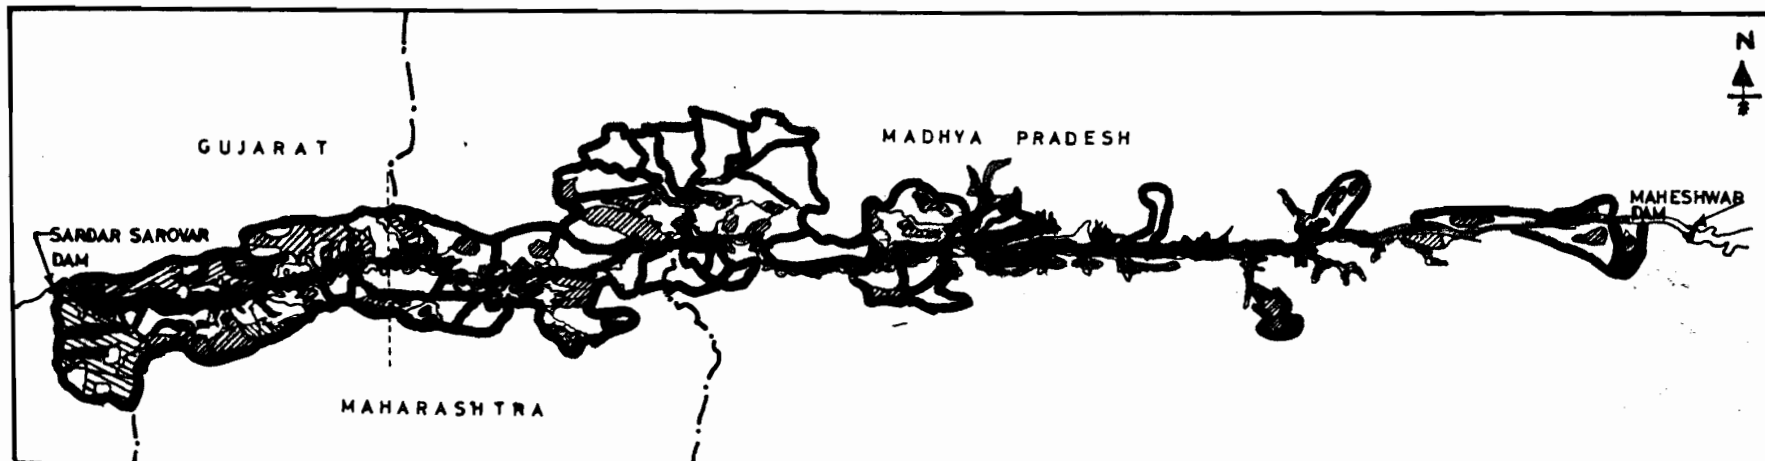 N
GUJARAT
MADHYA PRADESH
SARDAR SAROVAR
DAM
MAHESHWAR
DAM
MAHARASHTRA